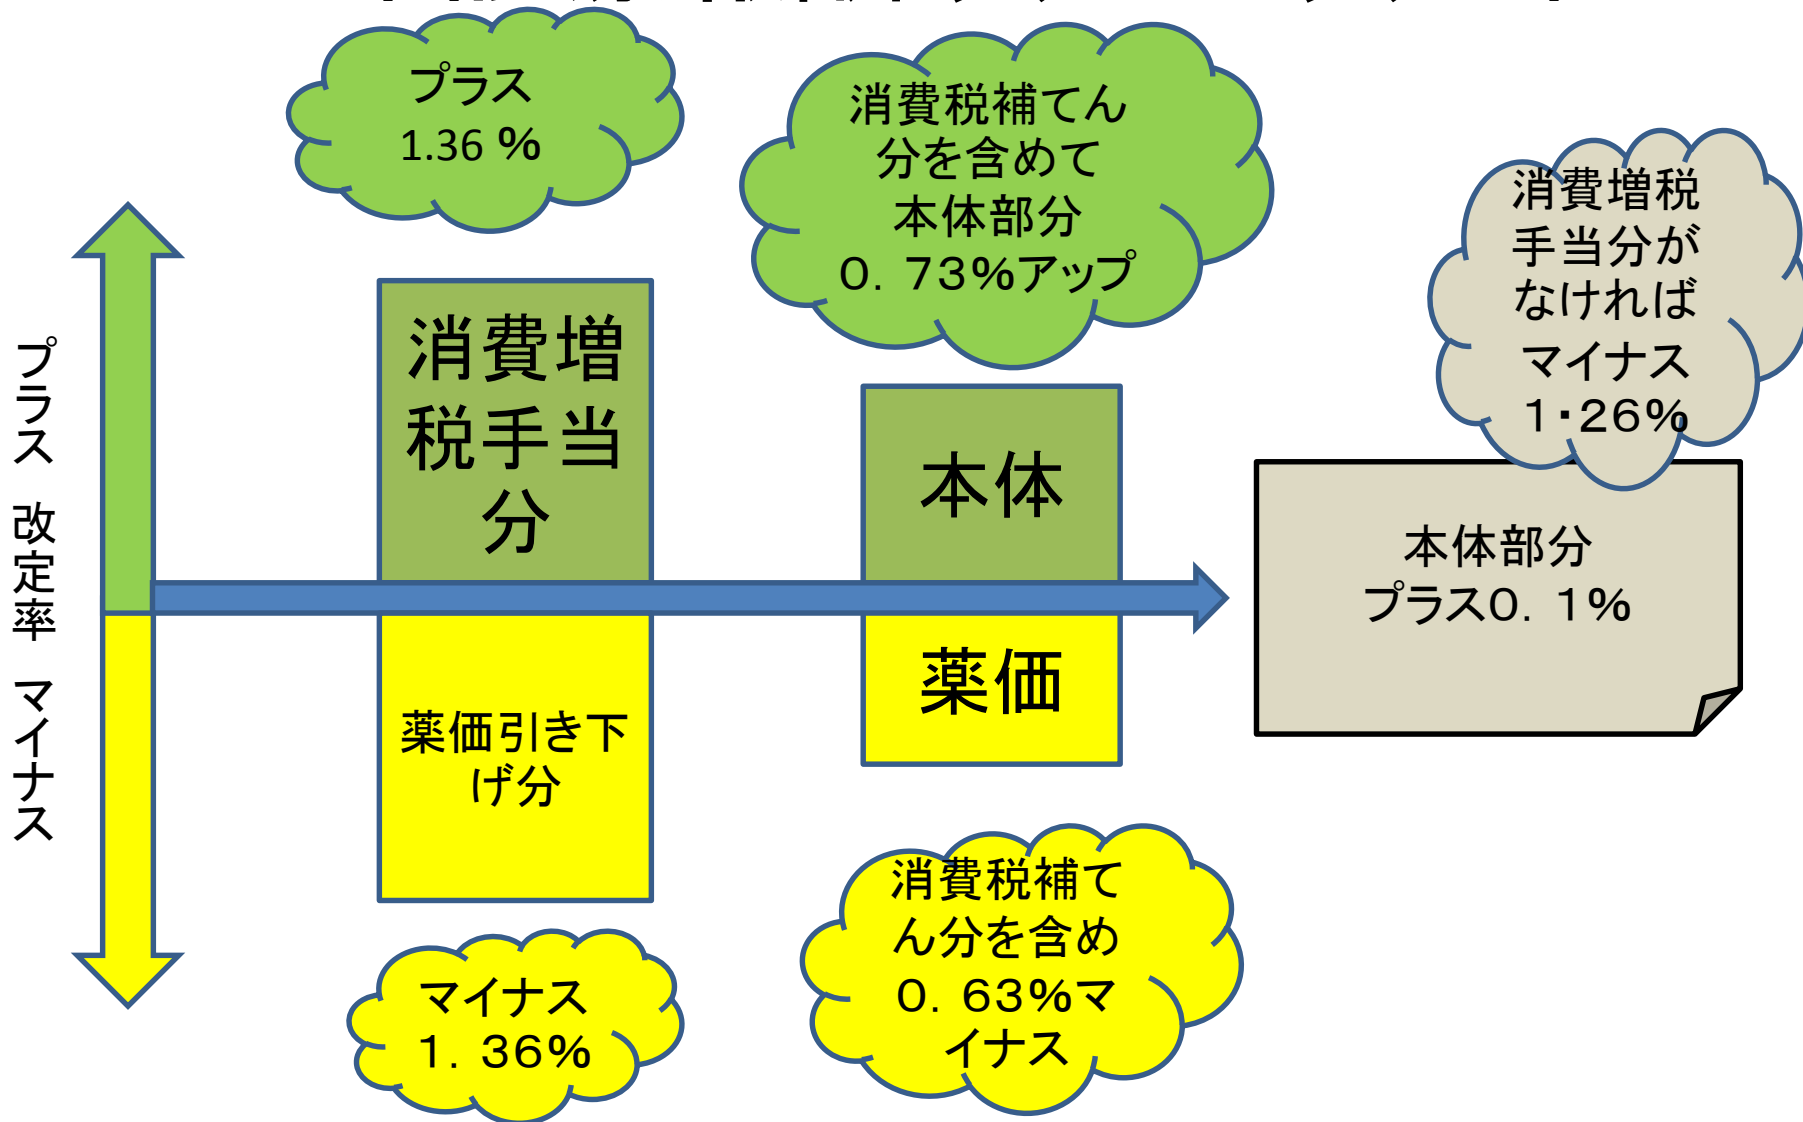 プラス
1.36 %
消費税補てん
分を含めて
本体部分
０．７３％アップ
消費増税
手当分が
なければ
マイナス
１・２６％
プラス 改定率 マイナス
消費増
税手当
分
本体
本体部分
プラス０．１％
薬価引き下
げ分
薬価
マイナス
１．３６％
消費税補て
ん分を含め
０．６３％マ
イナス